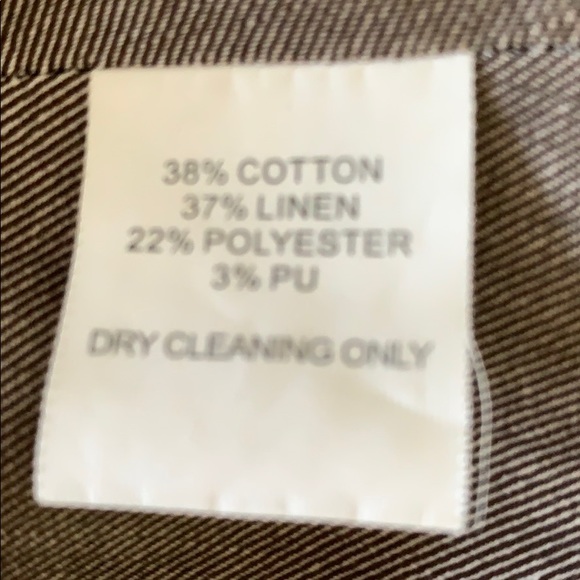 38% COTTON
37% LINEN
22% POLYESTER
3% PU
DRY CLEANING ONLY